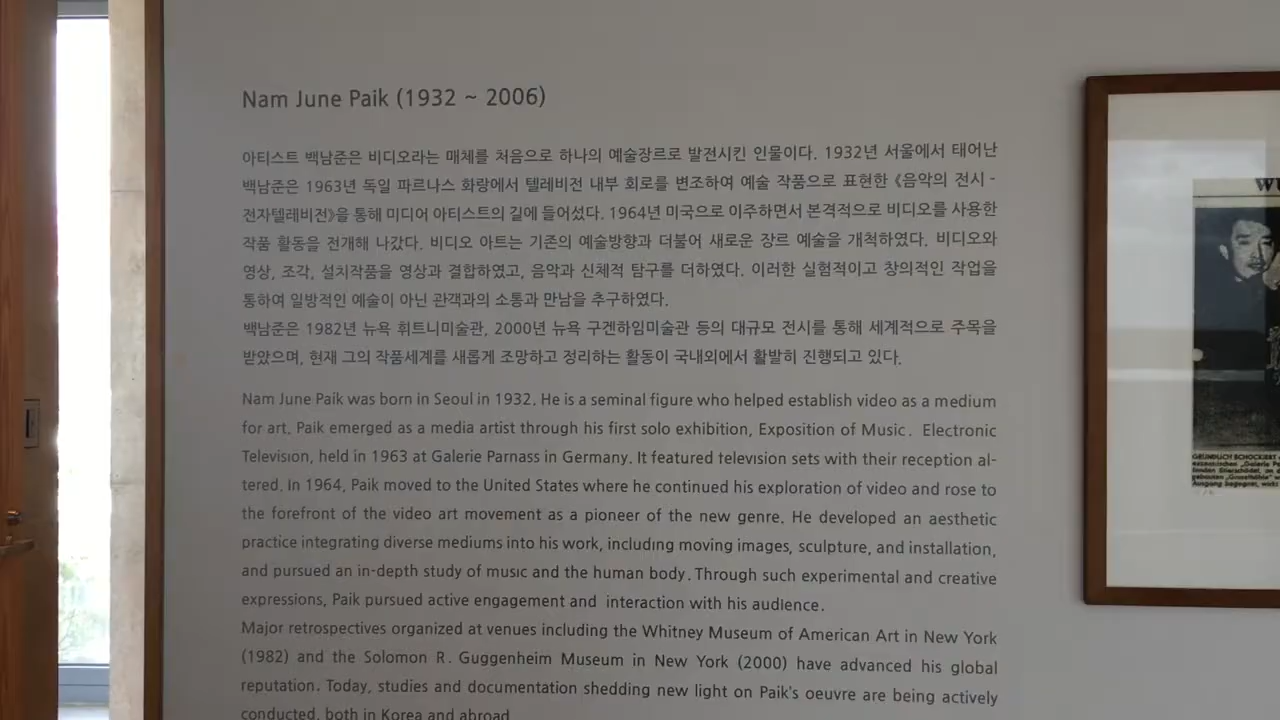 Nam June Paik (1932 ~ 2006)
아티스트 백남준은 비디오라는 매체를 처음으로 하나의 예술장르로 발전시킨 인물이다. 1932년 서울에서 태어난
백남준은 1963년 독일 파르나스 화랑에서 텔레비전 내부 회로를 변조하여 예술 작품으로 표현한 《음악의 전시 -
전자텔레비전》을 통해 미디어 아티스트의 길에 들어섰다. 1964년 미국으로 이주하면서 본격적으로 비디오를 사용한
작품 활동을 전개해 나갔다. 비디오 아트는 기존의 예술방향과 더불어 새로운 장르 예술을 개척하였다. 비디오와
영상, 조각, 설치작품을 영상과 결합하였고, 음악과 신체적 탐구를 더하였다. 이러한 실험적이고 창의적인 작업을
통하여 일방적인 예술이 아닌 관객과의 소통과 만남을 추구하였다.
백남준은 1982년 뉴욕 휘트니미술관, 2000년 뉴욕 구겐하임미술관 등의 대규모 전시를 통해 세계적으로 주목을
받았으며, 현재 그의 작품세계를 새롭게 조망하고 정리하는 활동이 국내외에서 활발히 진행되고 있다.
Nam June Paik was born in Seoul in 1932. He is a seminal figure who helped establish video as a medium
for art. Paik emerged as a media artist through his first solo exhibition, Exposition of Music. Electronic
Television, held in 1963 at Galerie Parnass in Germany. It featured television sets with their reception al-
tered. In 1964, Paik moved to the United States where he continued his exploration of video and rose to
the forefront of the video art movement as a pioneer of the new genre. He developed an aesthetic
practice integrating diverse mediums into his work, including moving images, sculpture, and installation,
and pursued an in-depth study of music and the human body. Through such experimental and creative
expressions, Paik pursued active engagement and interaction with his audience.
Major retrospectives organized at venues including the Whitney Museum of American Art in New York
(1982) and the Solomon R. Guggenheim Museum in New York (2000) have advanced his global
reputation. Today, studies and documentation shedding new light on Paik's oeuvre are being actively
conducted, both in Korea and abroad
GRÜNDLICH SCHOCKIERT
Ausgang begegnet, wirkt